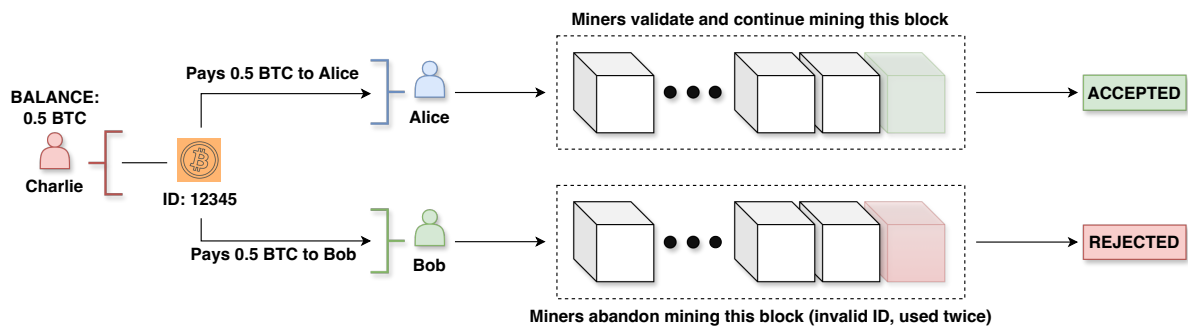 Miners validate and continue mining this block
Pays 0.5 BTC to Alice
BALANCE:
0.5 BTC
Alice
ACCEPTED
Charlie
ID: 12345
Pays 0.5 BTC to Bob
Bob
REJECTED
Miners abandon mining this block (invalid ID, used twice)